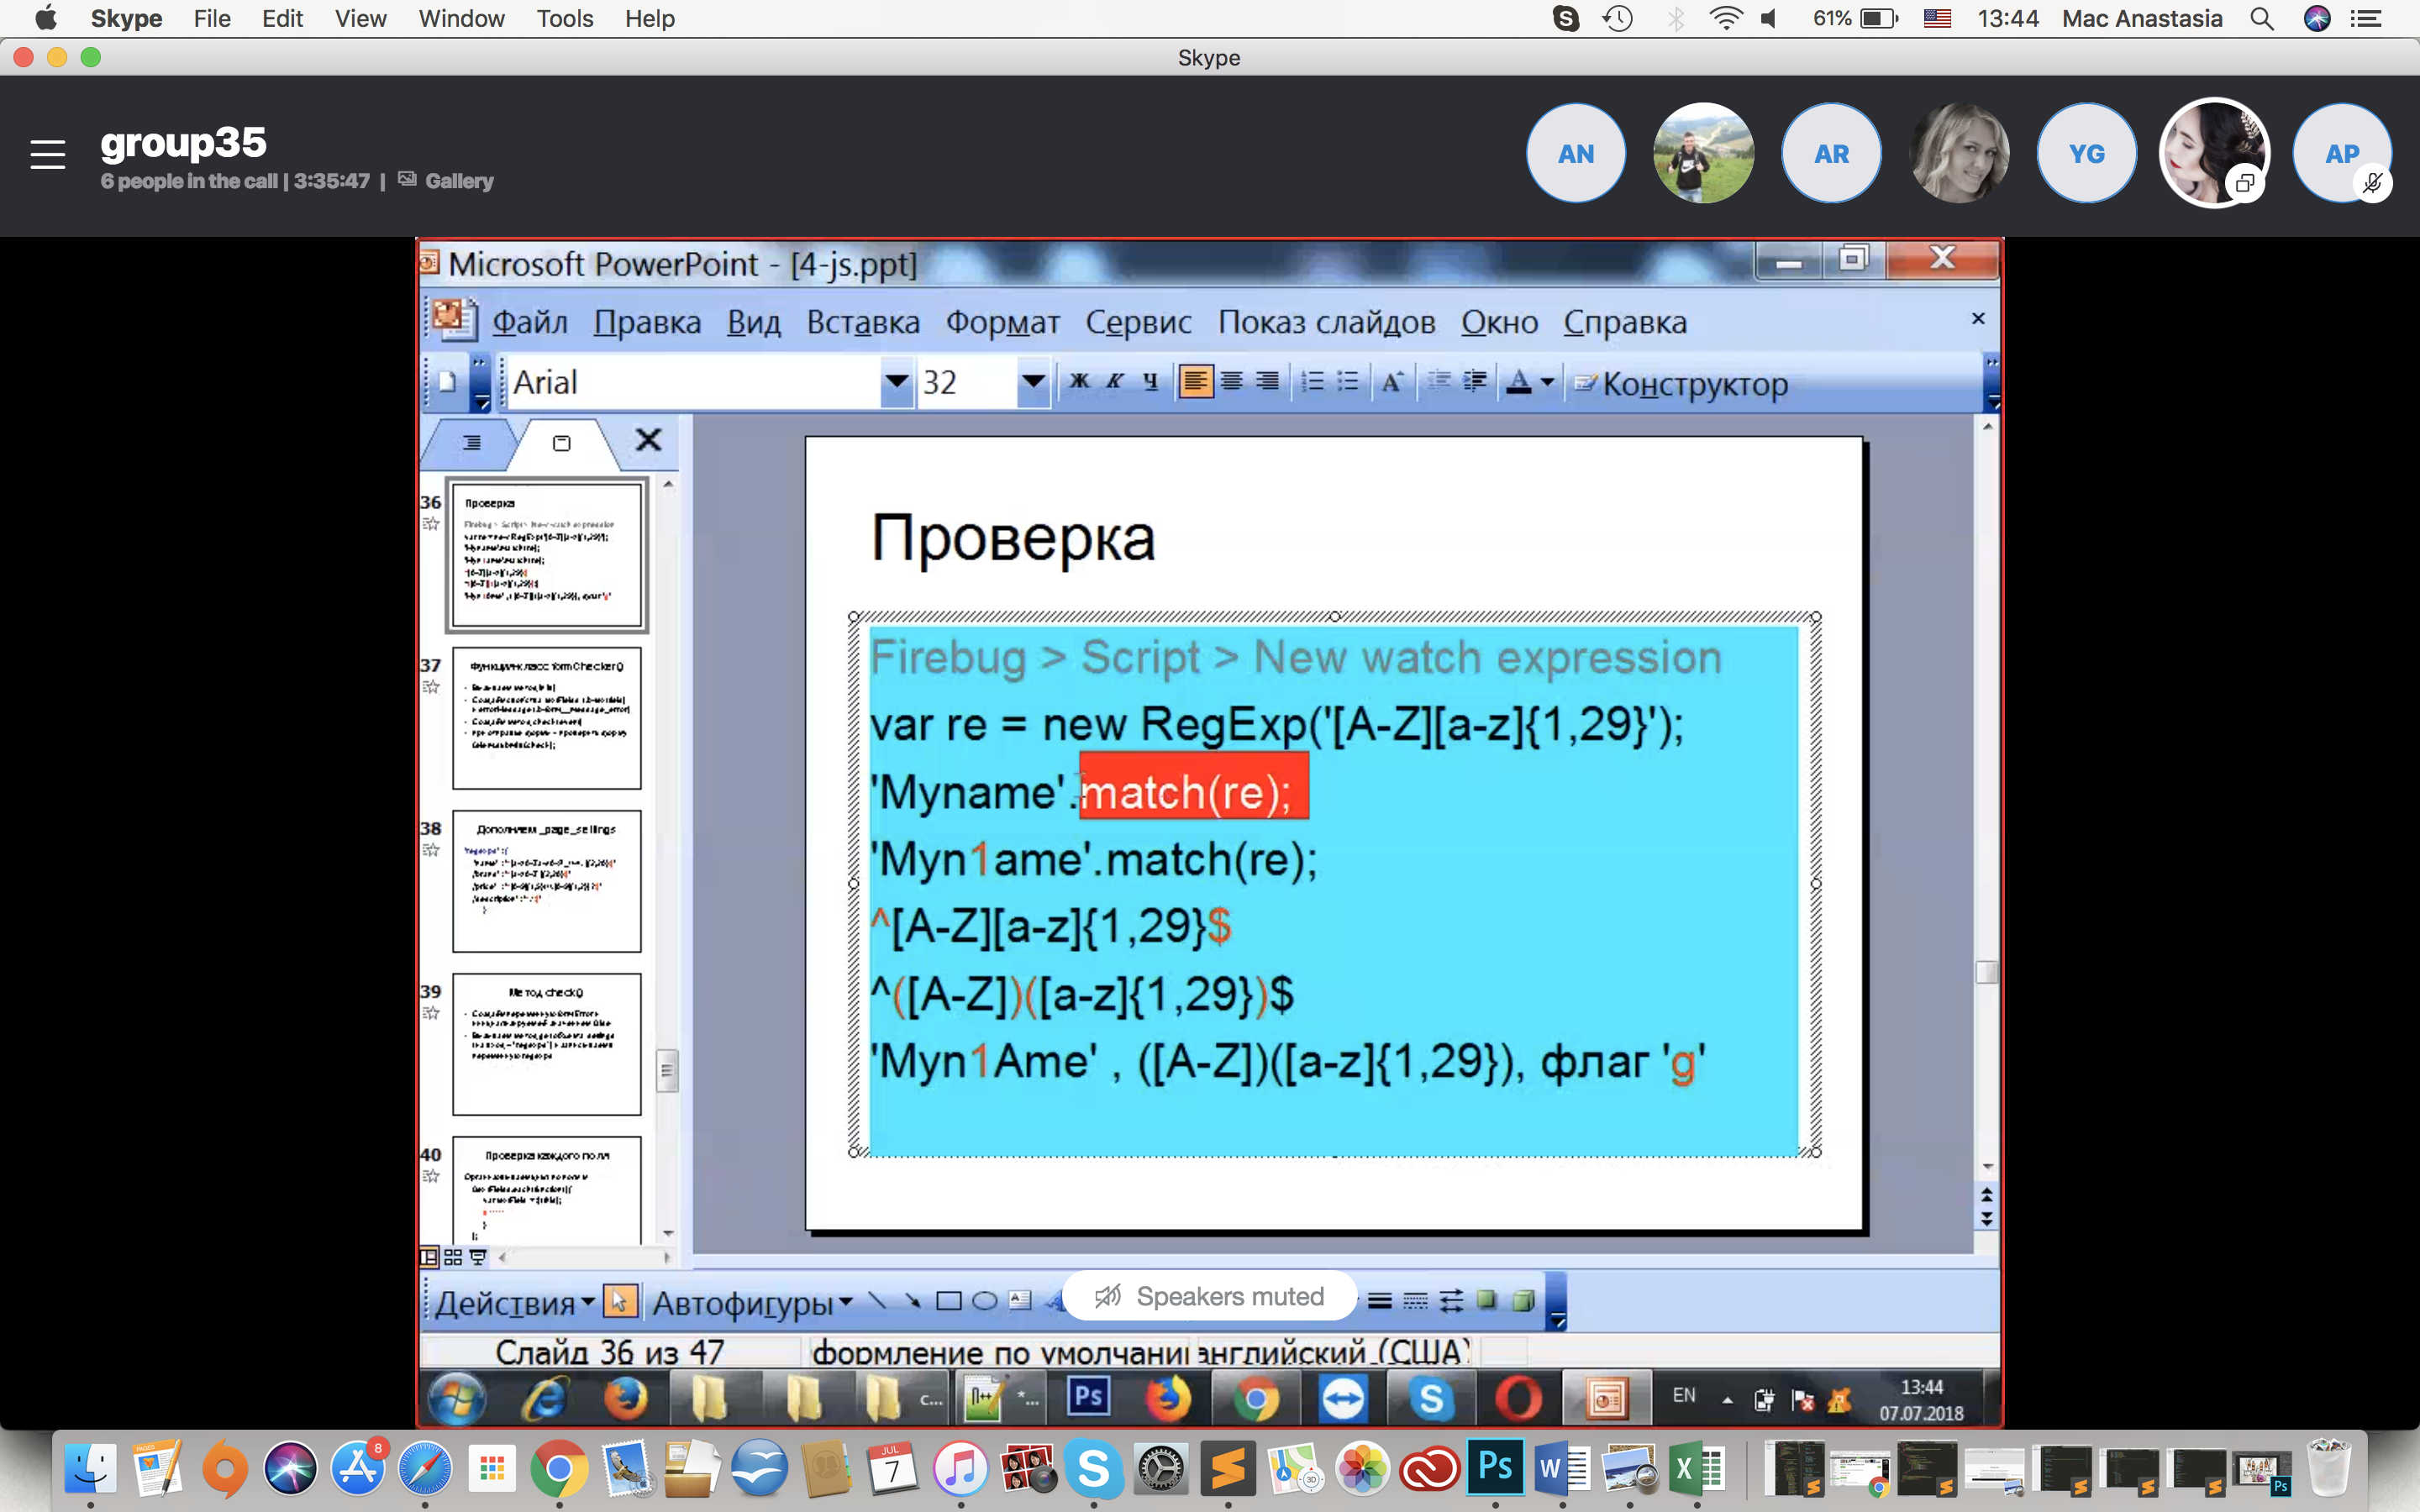 Skype File Edit View Window Tools Help 61% 13:44 Mac Anastasia
Skype
group35
6 people in the call | 3:35:47 | Gallery
AN AR YG AP
Microsoft PowerPoint - [4-js.ppt]
Файл Правка Вид Вставка Формат Сервис Показ слайдов Окно Справка
Arial 32 Ж К Ч Конструктор
36
Проверка
37
Функция-класс formChecker()
38
Дополняем _page_settings
39
Метод check()
40
Проверка каждого поля
Проверка
Firebug > Script > New watch expression
var re = new RegExp('[A-Z][a-z]{1,29}');
'Myname'.match(re);
'Myn1ame'.match(re);
^[A-Z][a-z]{1,29}$
^([A-Z])([a-z]{1,29})$
'Myn1Ame' , ([A-Z])([a-z]{1,29}), флаг 'g'
Действия Автофигуры
Speakers muted
Слайд 36 из 47 формление по умолчани английский (США)
с... EN 13:44
07.07.2018
8
JUL
7